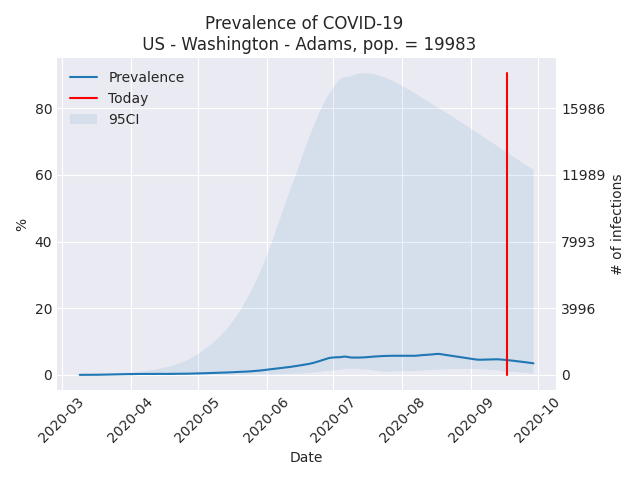 Prevalence of COVID-19
US - Washington - Adams, pop. = 19983
Prevalence
Today
95CI
80
60
40
20
0
%
15986
11989
7993
3996
0
# of infections
2020-03
2020-04
2020-05
2020-06
2020-07
2020-08
2020-09
2020-10
Date